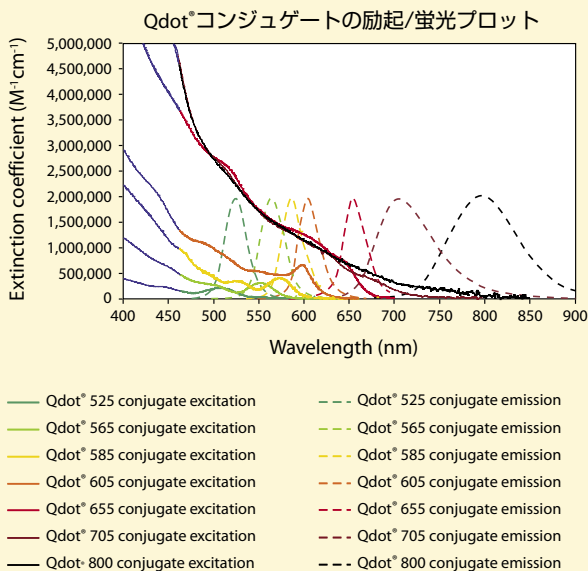 Qdot®コンジュゲートの励起/蛍光プロット
Extinction coefficient (M⁻¹cm⁻¹)
5,000,000
4,500,000
4,000,000
3,500,000
3,000,000
2,500,000
2,000,000
1,500,000
1,000,000
500,000
0
400 450 500 550 600 650 700 750 800 850 900
Wavelength (nm)
Qdot® 525 conjugate excitation
Qdot® 565 conjugate excitation
Qdot® 585 conjugate excitation
Qdot® 605 conjugate excitation
Qdot® 655 conjugate excitation
Qdot® 705 conjugate excitation
Qdot® 800 conjugate excitation
Qdot® 525 conjugate emission
Qdot® 565 conjugate emission
Qdot® 585 conjugate emission
Qdot® 605 conjugate emission
Qdot® 655 conjugate emission
Qdot® 705 conjugate emission
Qdot® 800 conjugate emission